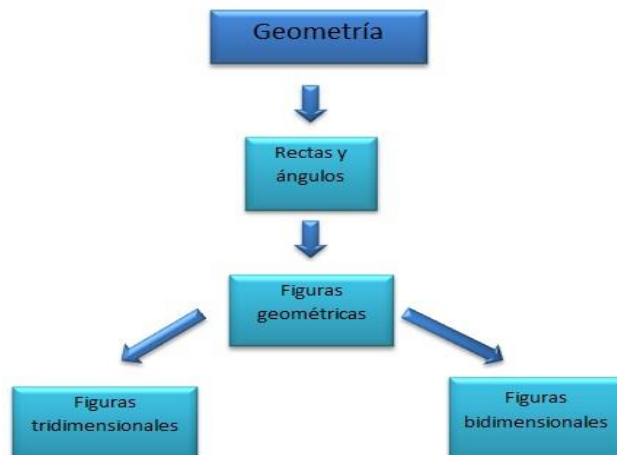 Geometría
Rectas y
ángulos
Figuras
geométricas
Figuras
tridimensionales
Figuras
bidimensionales